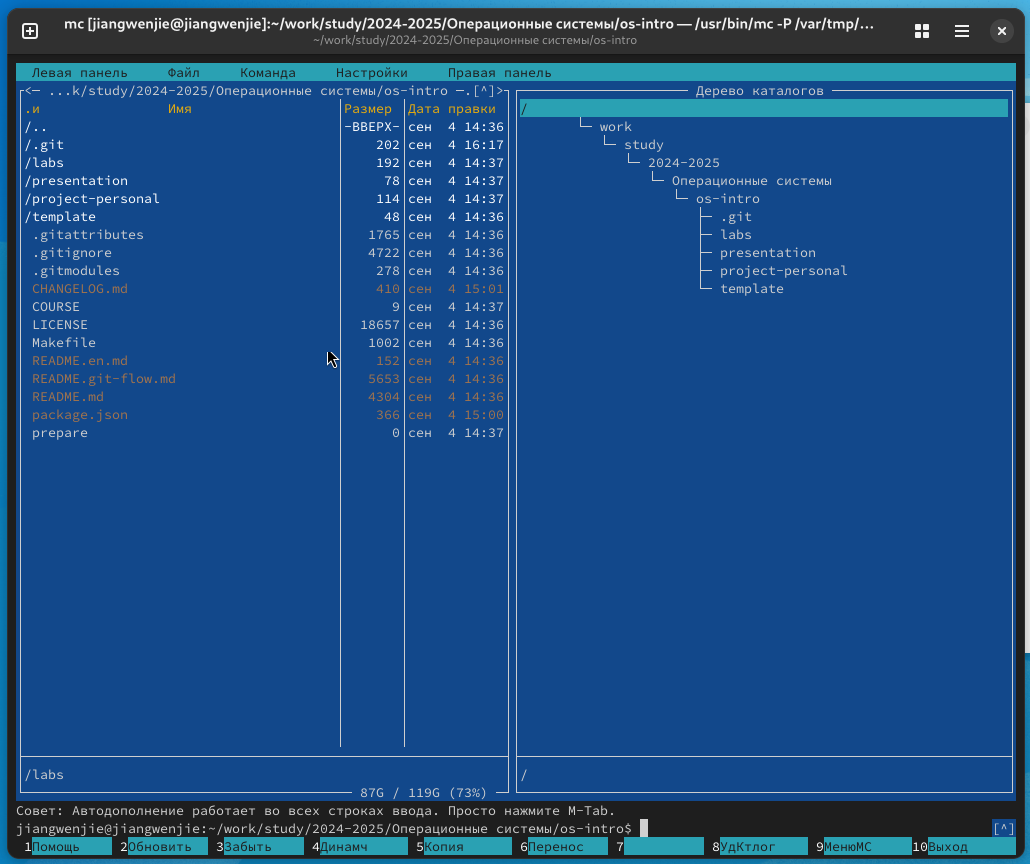 mc [jiangwenjie@jiangwenjie]:~/work/study/2024-2025/Операционные системы/os-intro — /usr/bin/mc -P /var/tmp/…
~/work/study/2024-2025/Операционные системы/os-intro
Левая панель Файл Команда Настройки Правая панель
<─ ...k/study/2024-2025/Операционные системы/os-intro ─.[^]>
.и Имя Размер Дата правки
/.. -ВВЕРХ- сен 4 14:36
/.git 202 сен 4 16:17
/labs 192 сен 4 14:37
/presentation 78 сен 4 14:37
/project-personal 114 сен 4 14:37
/template 48 сен 4 14:36
.gitattributes 1765 сен 4 14:36
.gitignore 4722 сен 4 14:36
.gitmodules 278 сен 4 14:36
CHANGELOG.md 410 сен 4 15:01
COURSE 9 сен 4 14:37
LICENSE 18657 сен 4 14:36
Makefile 1002 сен 4 14:36
README.en.md 152 сен 4 14:36
README.git-flow.md 5653 сен 4 14:36
README.md 4304 сен 4 14:36
package.json 366 сен 4 15:00
prepare 0 сен 4 14:37
/labs
87G / 119G (73%)
Дерево каталогов
/
work
study
2024-2025
Операционные системы
os-intro
.git
labs
presentation
project-personal
template
/
Совет: Автодополнение работает во всех строках ввода. Просто нажмите M-Tab.
jiangwenjie@jiangwenjie:~/work/study/2024-2025/Операционные системы/os-intro$ [^]
1Помощь 2Обновить 3Забыть 4Динамч 5Копия 6Перенос 7 8УдКтлог 9МенюMC 10Выход